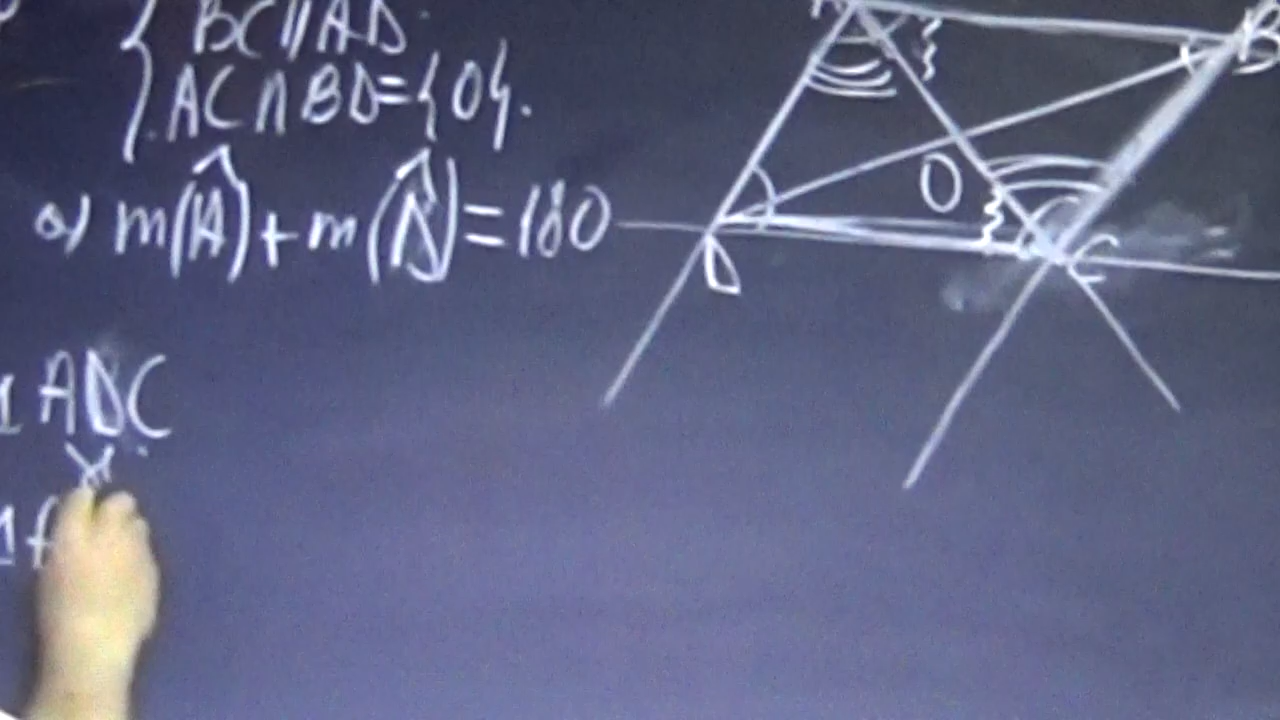 BC∥AD
AC∩BD={O}.
a) m(Â)+m(D̂)=180
ADC
A
B
O
D
C